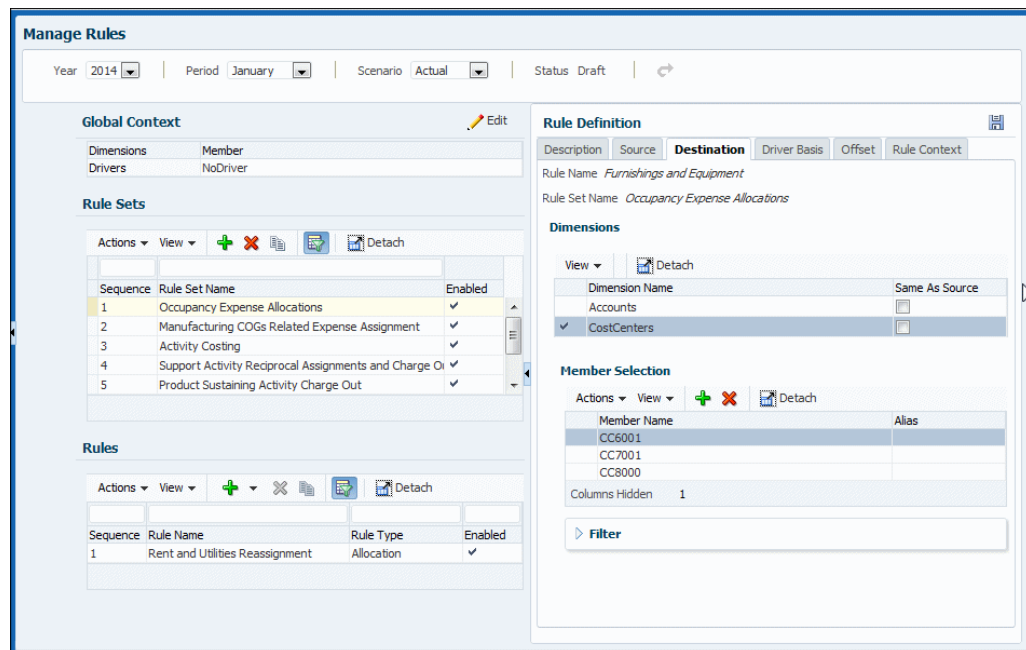 Manage Rules
Year 2014 Period January Scenario Actual Status Draft
Global Context Edit
Dimensions Member
Drivers NoDriver
Rule Sets
Actions View Detach
Sequence Rule Set Name Enabled
1 Occupancy Expense Allocations
2 Manufacturing COGs Related Expense Assignment
3 Activity Costing
4 Support Activity Reciprocal Assignments and Charge O
5 Product Sustaining Activity Charge Out
Rules
Actions View Detach
Sequence Rule Name Rule Type Enabled
1 Rent and Utilities Reassignment Allocation
Rule Definition
Description Source Destination Driver Basis Offset Rule Context
Rule Name Furnishings and Equipment
Rule Set Name Occupancy Expense Allocations
Dimensions
View Detach
Dimension Name Same As Source
Accounts
CostCenters
Member Selection
Actions View Detach
Member Name Alias
CC6001
CC7001
CC8000
Columns Hidden 1
Filter